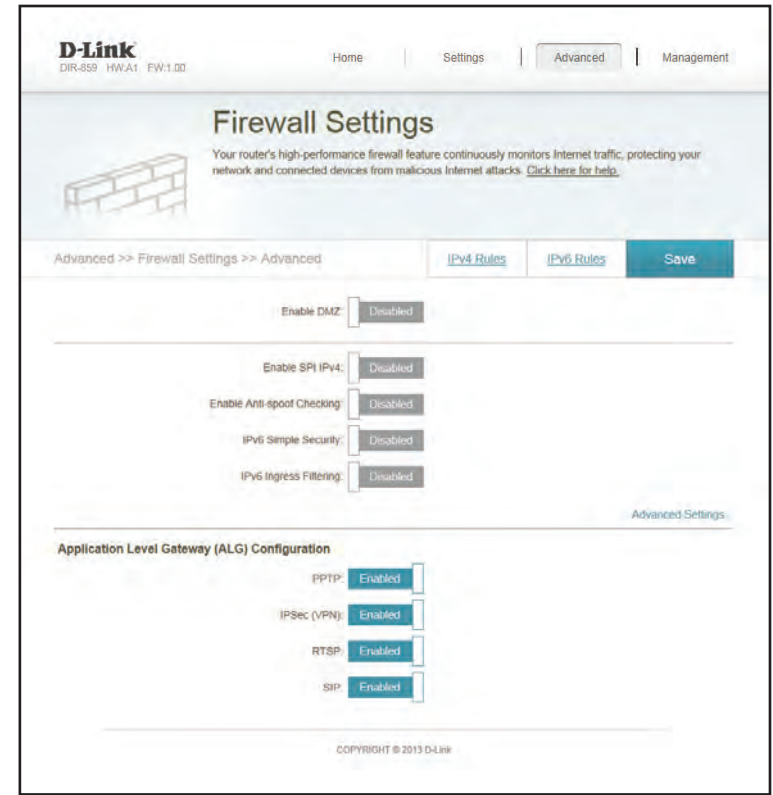 D-Link
DIR-859 HW:A1 FW:1.00
Home
Settings
Advanced
Management
Firewall Settings
Your router's high-performance firewall feature continuously monitors Internet traffic, protecting your
network and connected devices from malicious Internet attacks. Click here for help.
Advanced >> Firewall Settings >> Advanced
IPv4 Rules
IPv6 Rules
Save
Enable DMZ: Disabled
Enable SPI IPv4: Disabled
Enable Anti-spoof Checking: Disabled
IPv6 Simple Security: Disabled
IPv6 Ingress Filtering: Disabled
Advanced Settings
Application Level Gateway (ALG) Configuration
PPTP: Enabled
IPSec (VPN): Enabled
RTSP: Enabled
SIP: Enabled
COPYRIGHT © 2013 D-Link